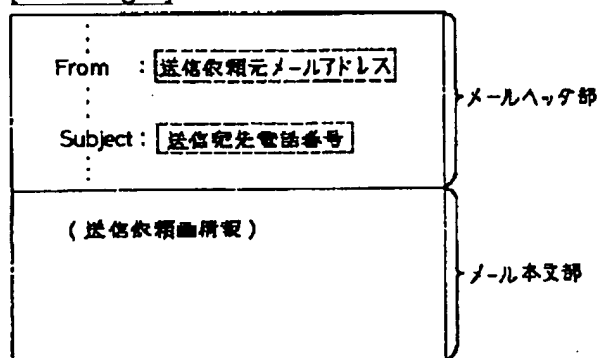 From : 送信依頼元メールアドレス
メールヘッダ部
Subject : 送信宛先電話番号
(送信依頼画情報)
メール本文部